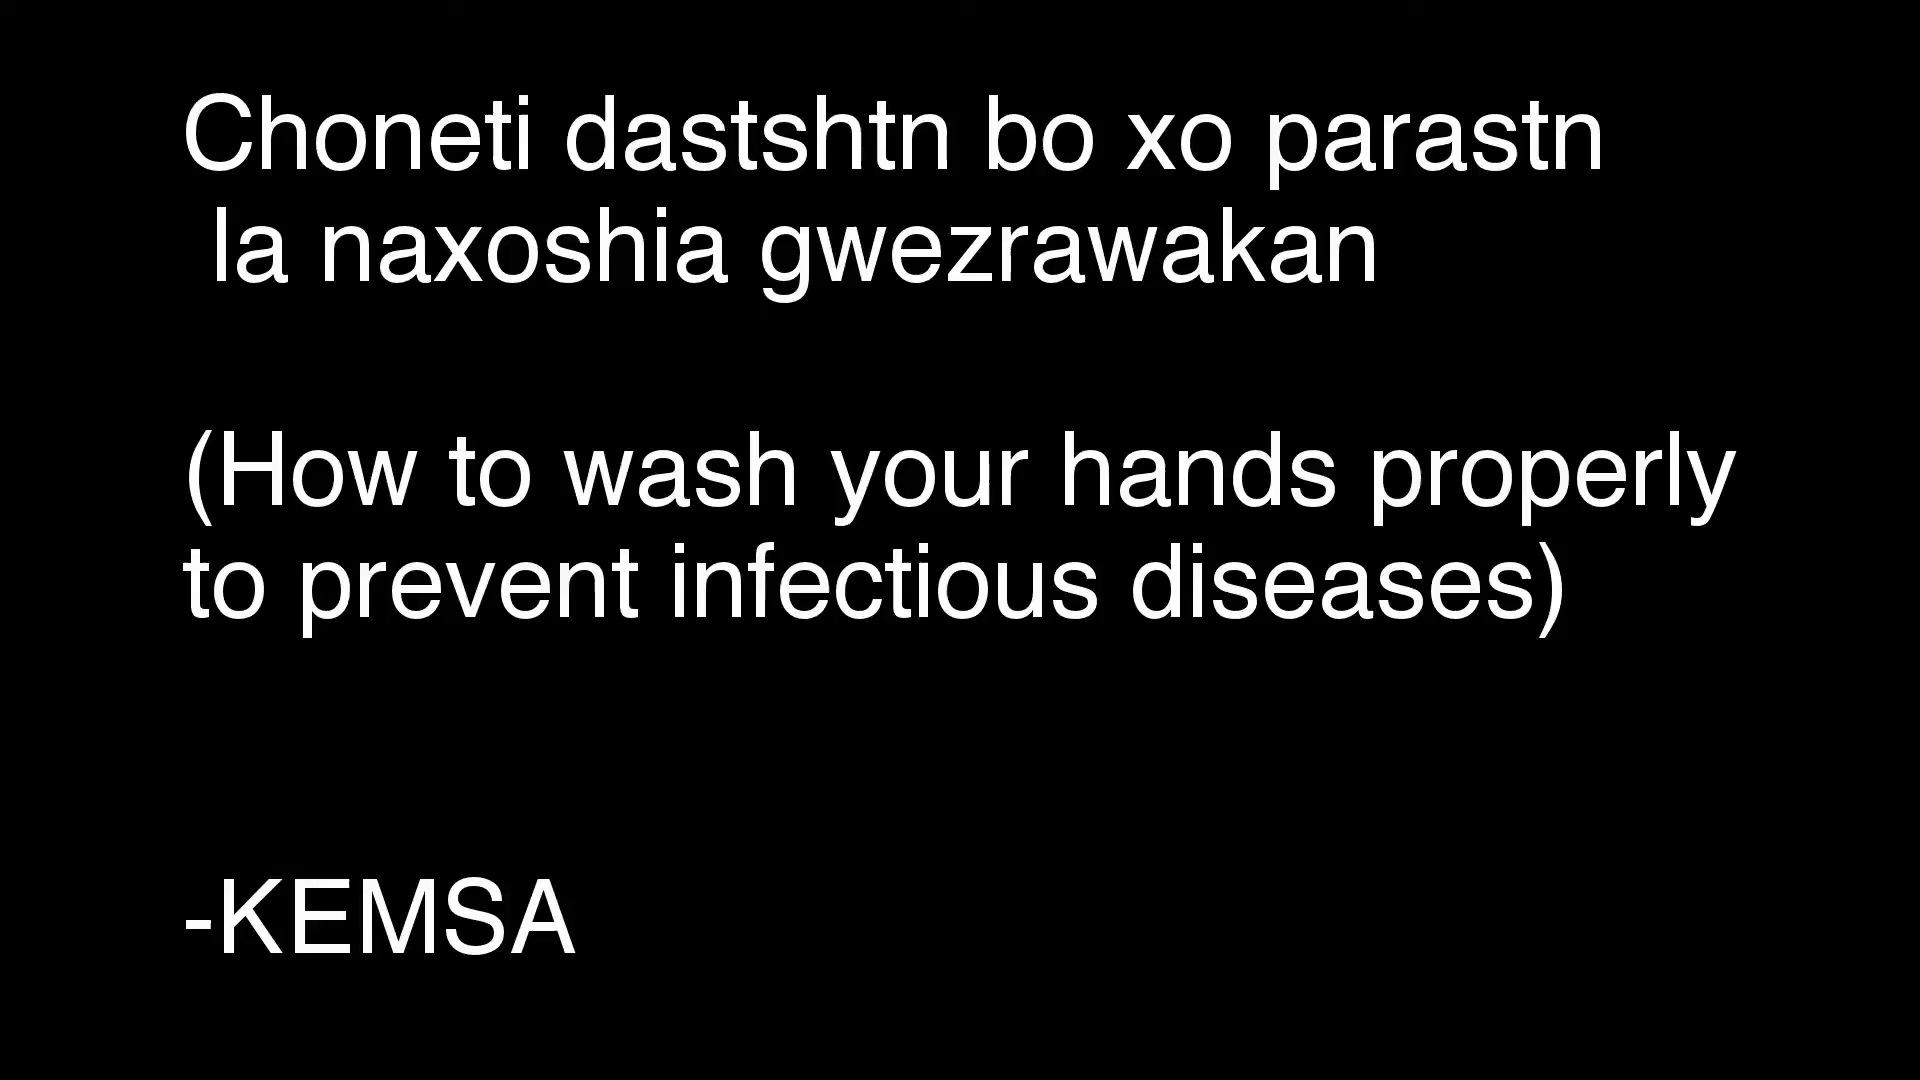 Choneti dastshtn bo xo parastn
la naxoshia gwezrawakan
(How to wash your hands properly
to prevent infectious diseases)
-KEMSA